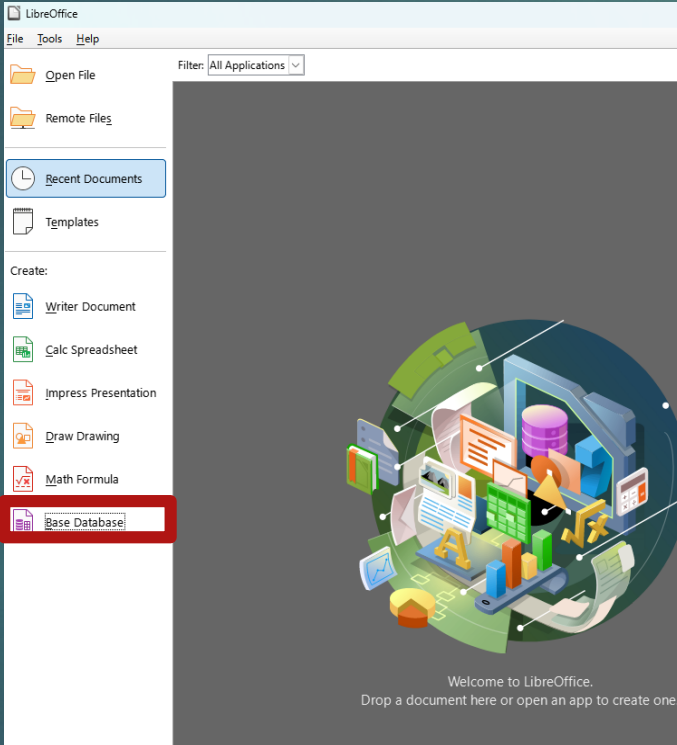 LibreOffice
File Tools Help
Open File
Filter: All Applications
Remote Files
Recent Documents
Templates
Create:
Writer Document
Calc Spreadsheet
Impress Presentation
Draw Drawing
Math Formula
Base Database
Welcome to LibreOffice.
Drop a document here or open an app to create one